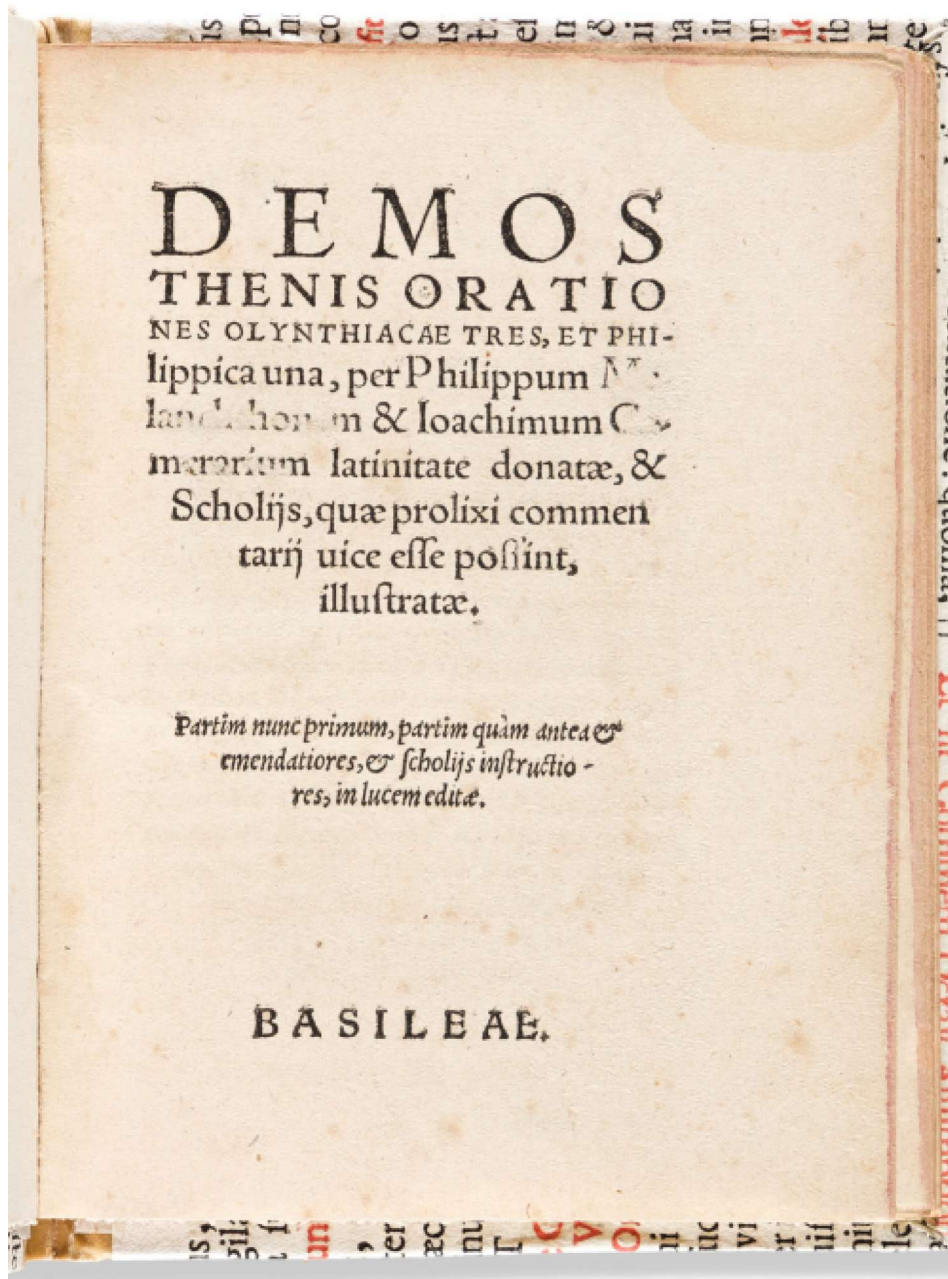 DEMOS
THENIS ORATIO
NES OLYNTHIACAE TRES, ET PHI-
lippica una, per Philippum
& Ioachimum
latinitate donatæ, &
Scholijs, quæ prolixi commen
tarij uice eſſe poſſint,
illuſtratæ.
Partim nunc primum, partim quàm antea &
emendatiores, & ſcholijs inſtructio-
res, in lucem editæ.
BASILEAE.